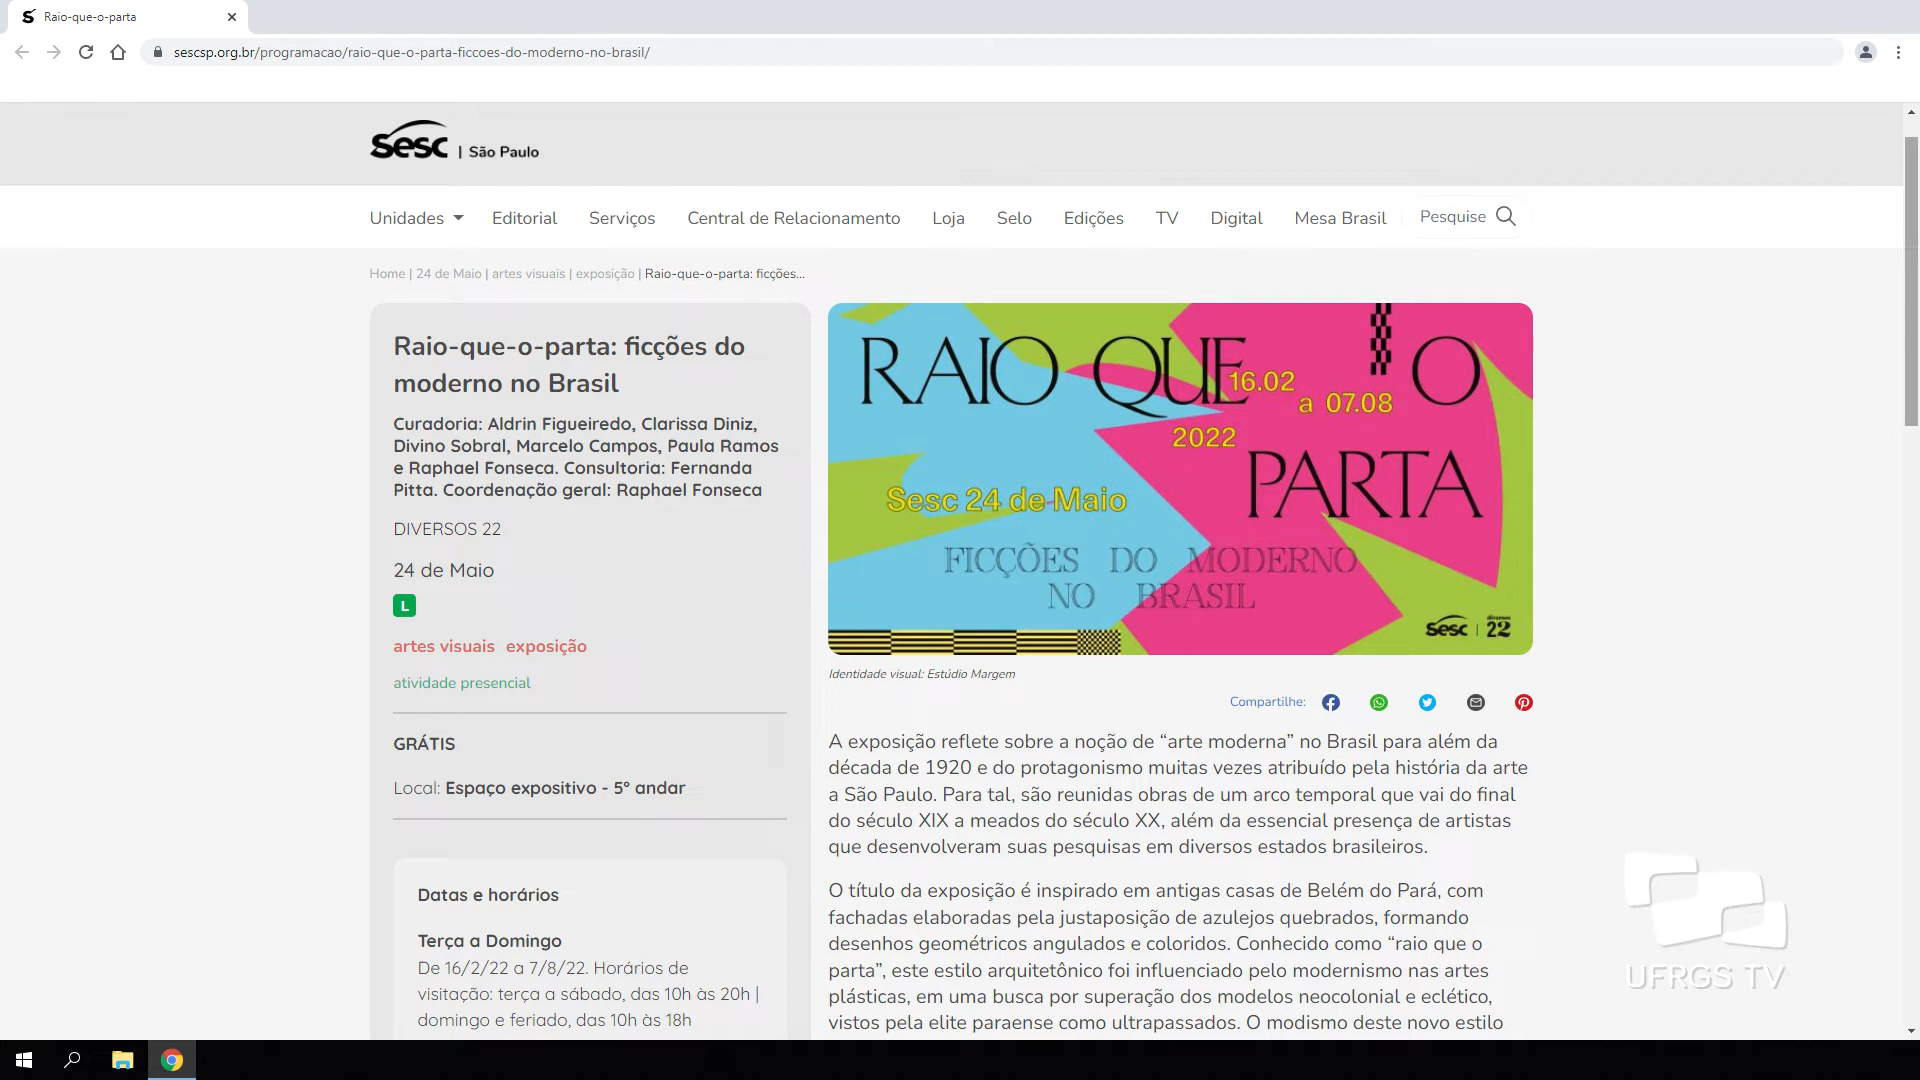 Raio-que-o-parta
sescsp.org.br/programacao/raio-que-o-parta-ficcoes-do-moderno-no-brasil/
Sesc | São Paulo
Unidades Editorial Serviços Central de Relacionamento Loja Selo Edições TV Digital Mesa Brasil Pesquise
Home | 24 de Maio | artes visuais | exposição | Raio-que-o-parta: ficções...
Raio-que-o-parta: ficções do
moderno no Brasil
Curadoria: Aldrin Figueiredo, Clarissa Diniz,
Divino Sobral, Marcelo Campos, Paula Ramos
e Raphael Fonseca. Consultoria: Fernanda
Pitta. Coordenação geral: Raphael Fonseca
DIVERSOS 22
24 de Maio
L
artes visuais exposição
atividade presencial
GRÁTIS
Local: Espaço expositivo - 5º andar
Datas e horários
Terça a Domingo
De 16/2/22 a 7/8/22. Horários de
visitação: terça a sábado, das 10h às 20h |
domingo e feriado, das 10h às 18h
RAIO QUE O
16.02
a 07.08
2022
PARTA
Sesc 24 de Maio
FICÇÕES DO MODERNO
NO BRASIL
Sesc | diversos 22
Identidade visual: Estúdio Margem
Compartilhe:
A exposição reflete sobre a noção de “arte moderna” no Brasil para além da
década de 1920 e do protagonismo muitas vezes atribuído pela história da arte
a São Paulo. Para tal, são reunidas obras de um arco temporal que vai do final
do século XIX a meados do século XX, além da essencial presença de artistas
que desenvolveram suas pesquisas em diversos estados brasileiros.
O título da exposição é inspirado em antigas casas de Belém do Pará, com
fachadas elaboradas pela justaposição de azulejos quebrados, formando
desenhos geométricos angulados e coloridos. Conhecido como “raio que o
parta”, este estilo arquitetônico foi influenciado pelo modernismo nas artes
plásticas, em uma busca por superação dos modelos neocolonial e eclético,
vistos pela elite paraense como ultrapassados. O modismo deste novo estilo
UFRGS TV